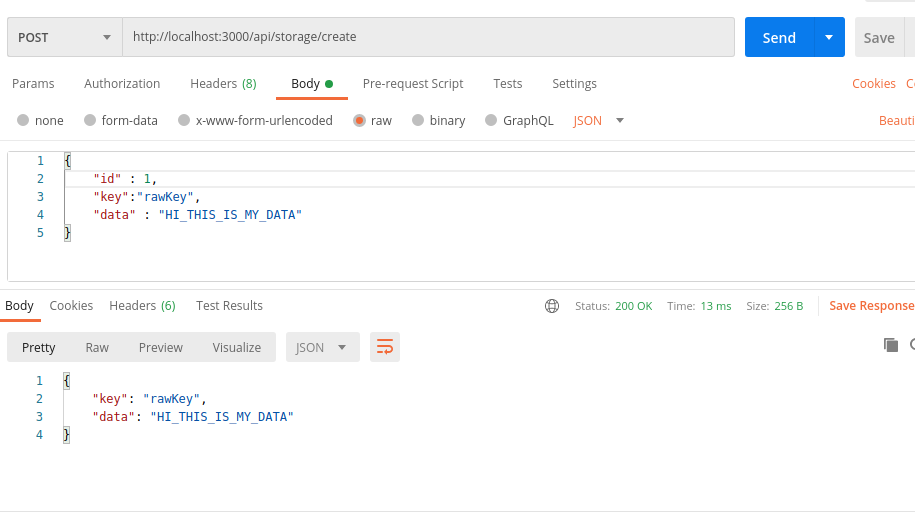 POST http://localhost:3000/api/storage/create Send Save
Params Authorization Headers (8) Body Pre-request Script Tests Settings Cookies
none form-data x-www-form-urlencoded raw binary GraphQL JSON Beauti
1 {
2 "id" : 1,
3 "key":"rawKey",
4 "data" : "HI_THIS_IS_MY_DATA"
5 }
Body Cookies Headers (6) Test Results Status: 200 OK Time: 13 ms Size: 256 B Save Response
Pretty Raw Preview Visualize JSON
1 {
2 "key": "rawKey",
3 "data": "HI_THIS_IS_MY_DATA"
4 }